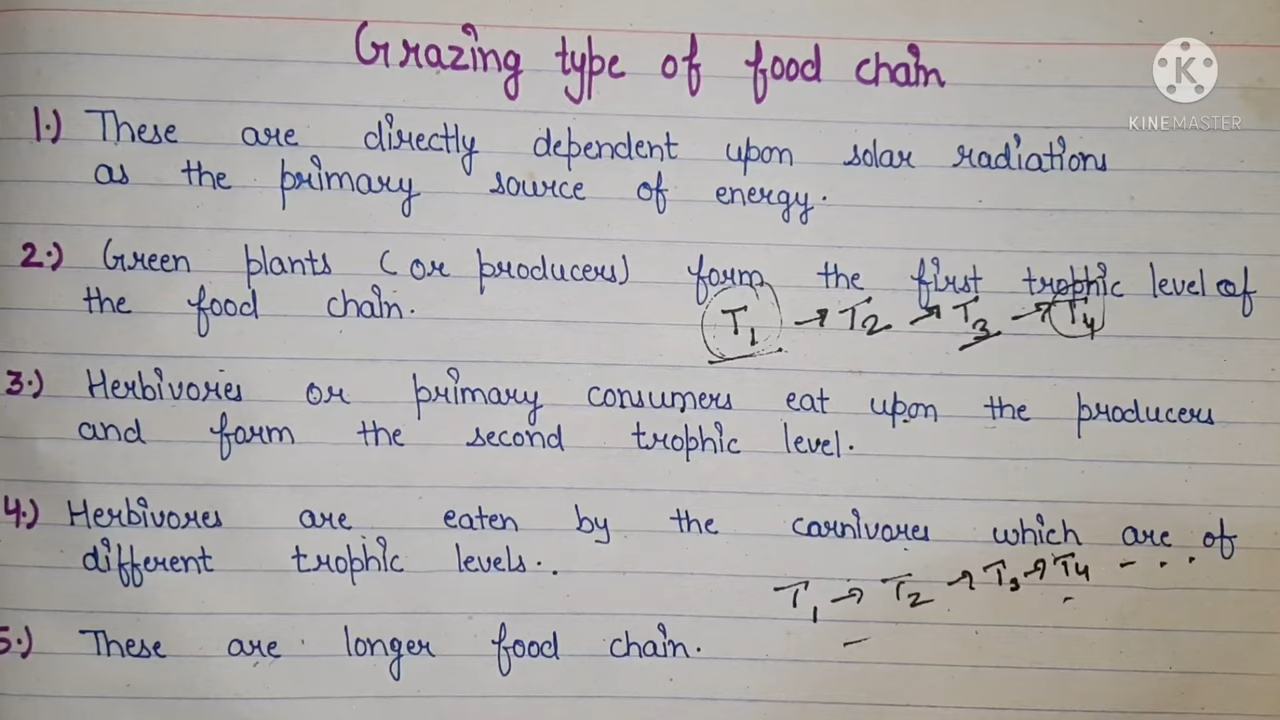 Grazing type of food chain
K
KINEMASTER
1.) These are directly dependent upon solar radiations
as the primary source of energy.
2.) Green plants (or producers) form the first trophic level of
the food chain.
T1 → T2 → T3 → T4
3.) Herbivories or primary consumers eat upon the producers
and form the second trophic level.
4.) Herbivores are eaten by the carnivores which are of
different trophic levels..
T1 → T2 → T3 → T4 - . . .
5.) These are longer food chain.